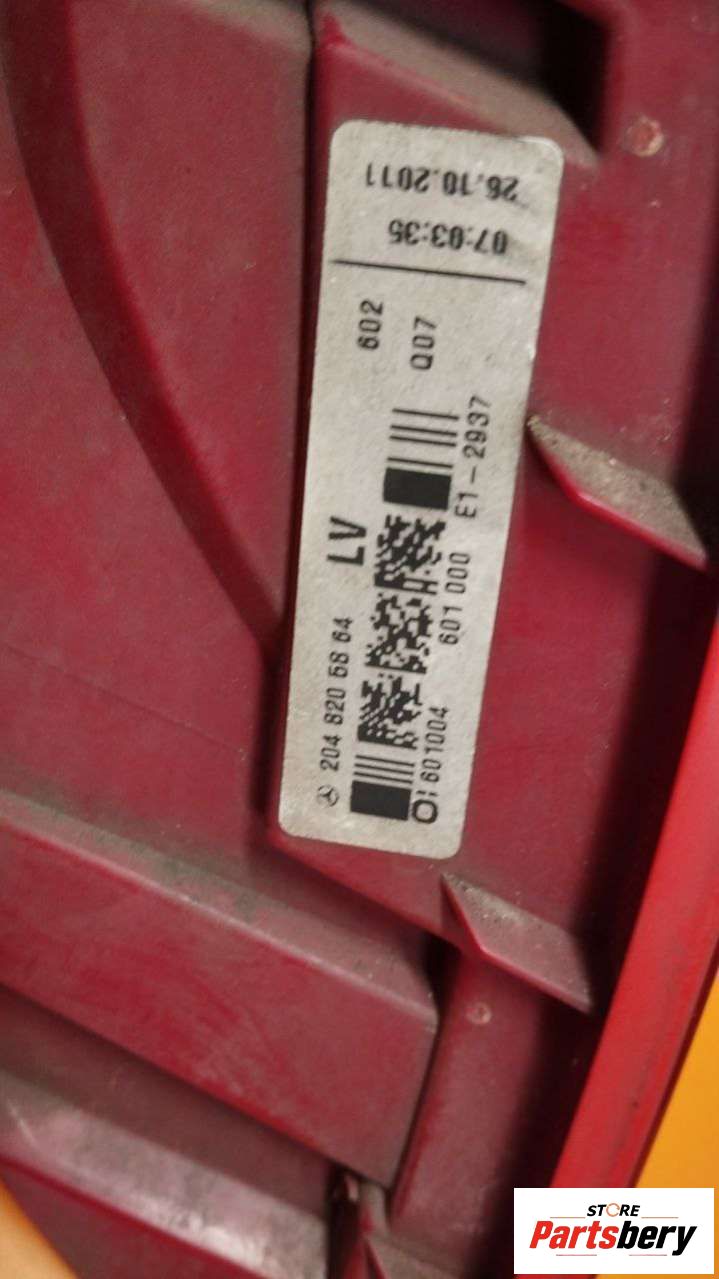 26.10.2011
07:03:35
602
Q07
LV
204 820 58 64
601 000
E1-2937
601004
STORE
Partsbery